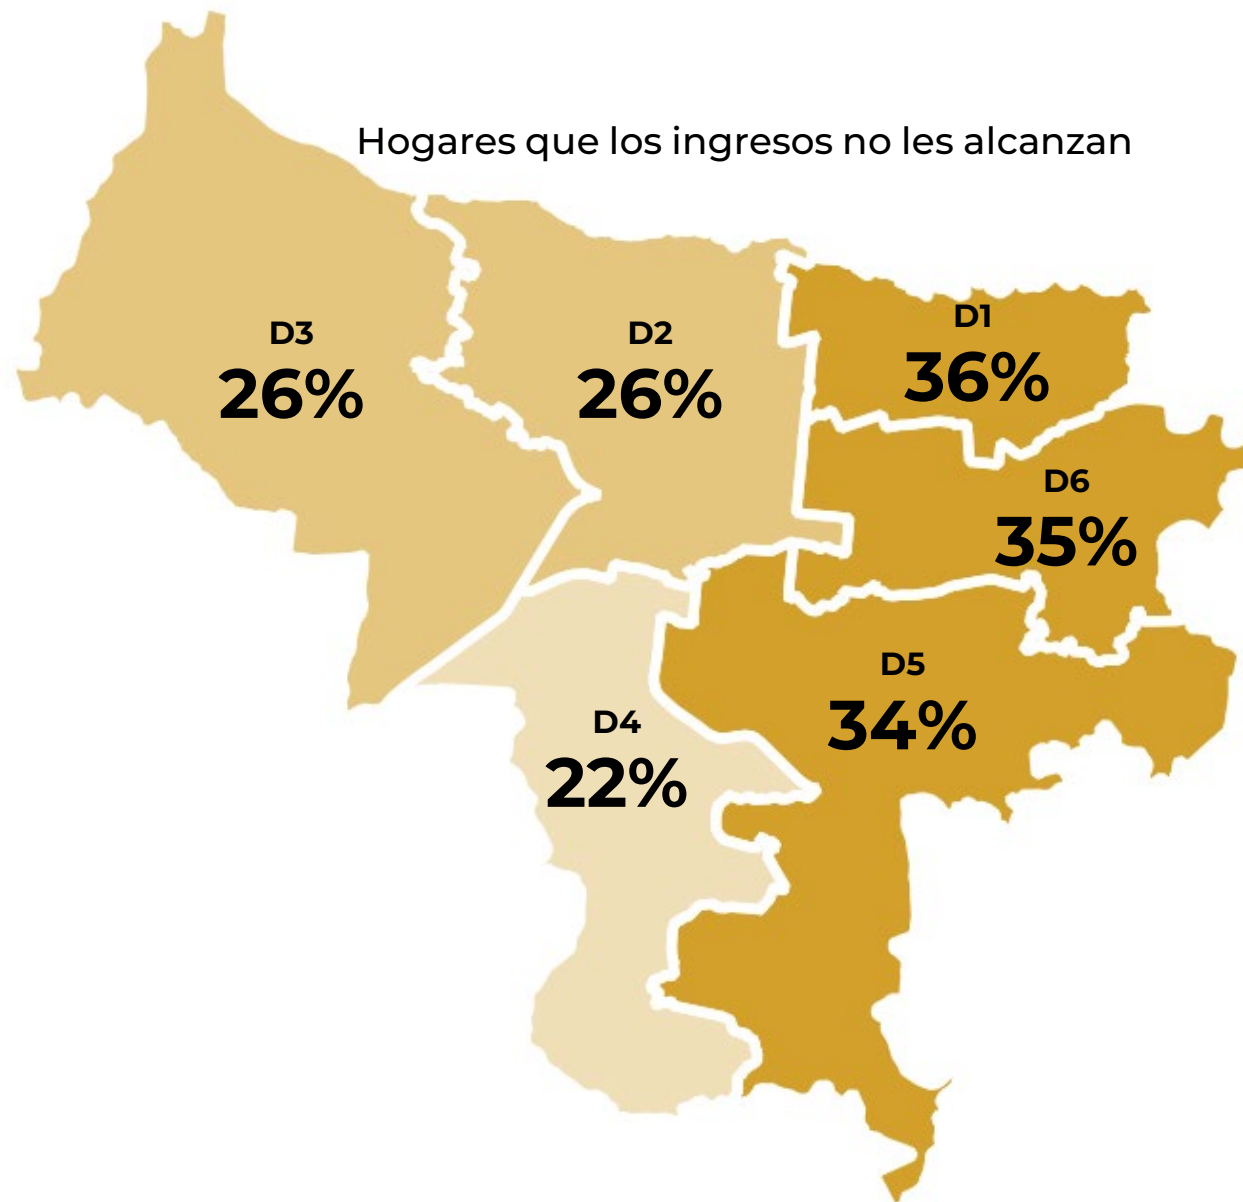 Hogares que los ingresos no les alcanzan
D3
26%
D2
26%
D1
36%
D6
35%
D5
34%
D4
22%